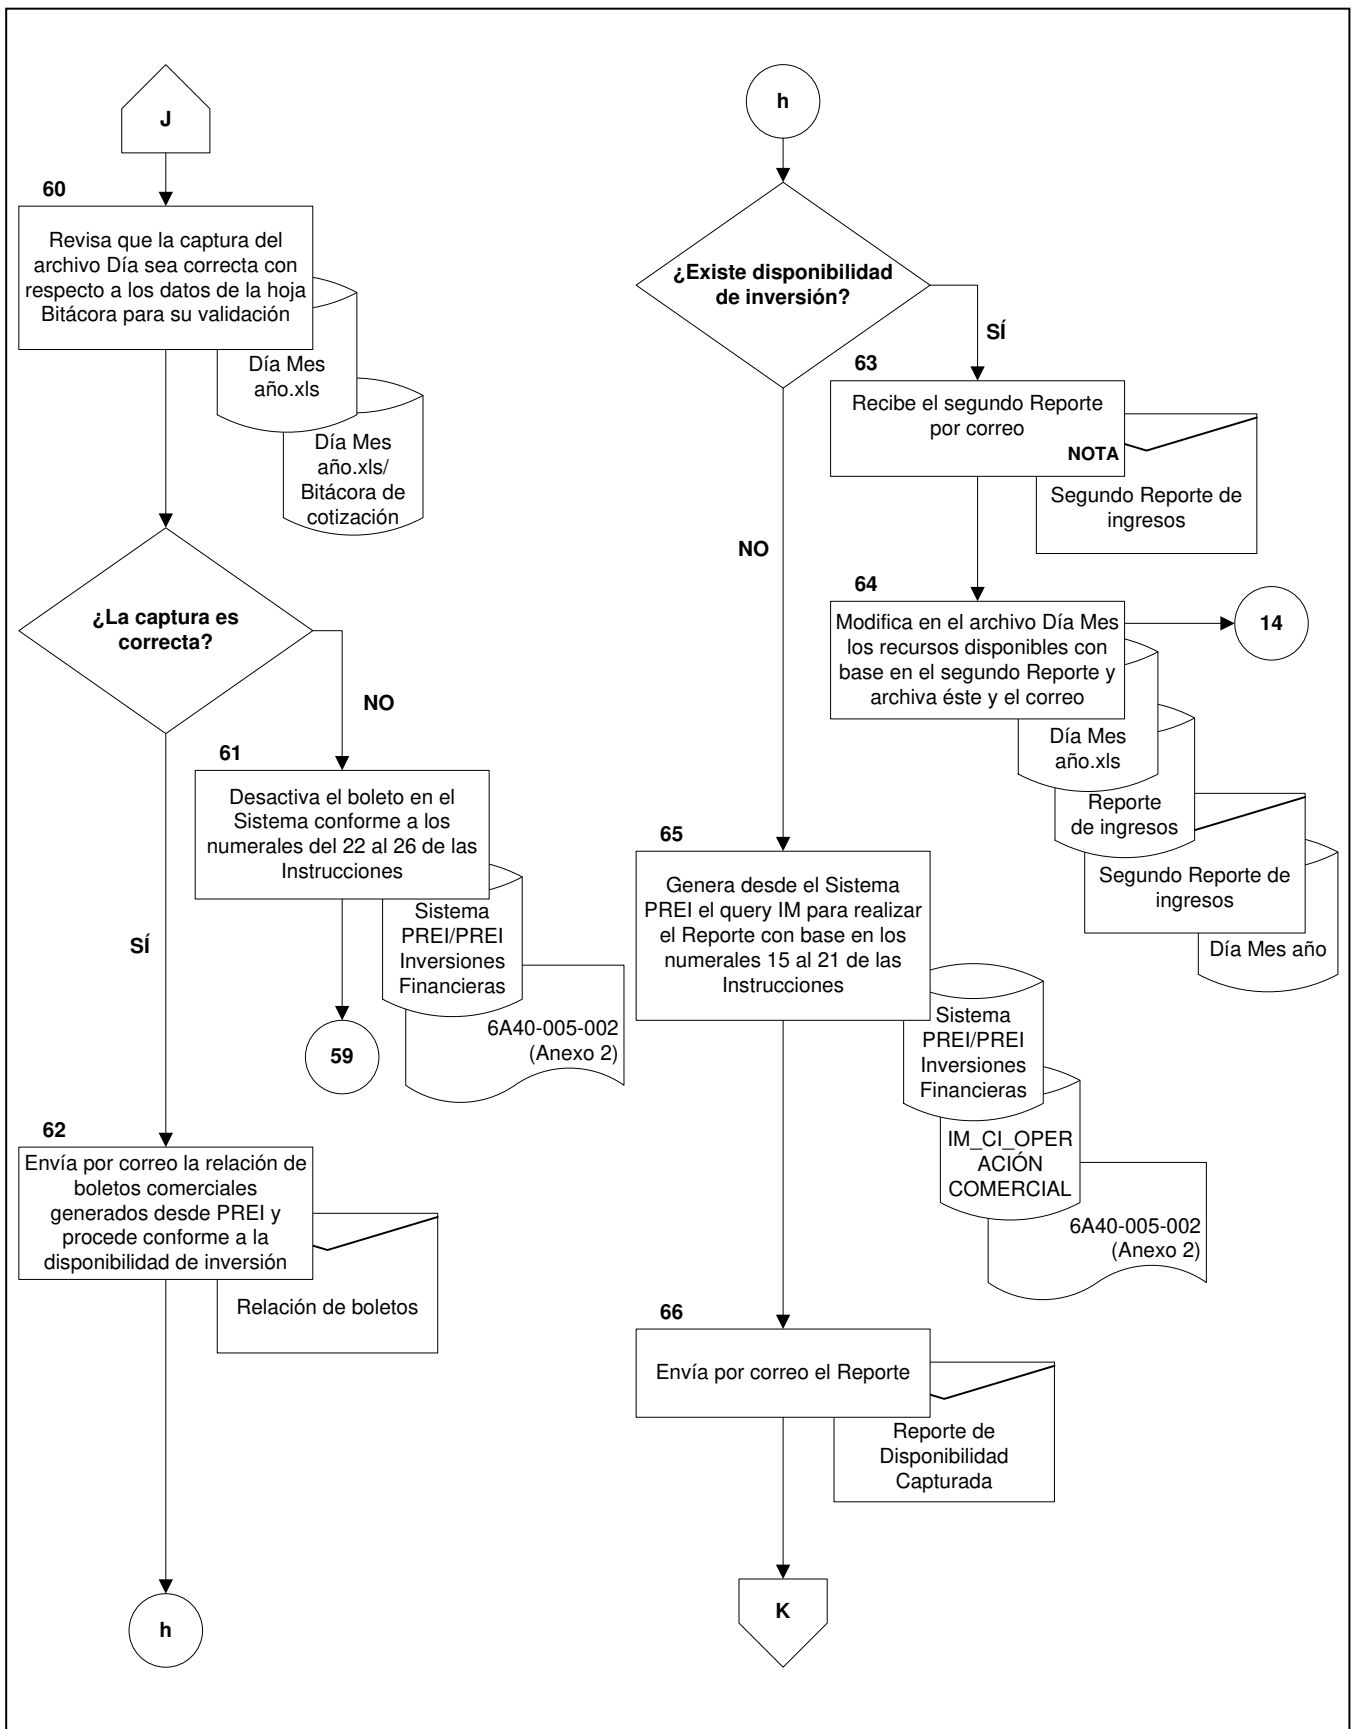 J
60
Revisa que la captura del
archivo Día sea correcta con
respecto a los datos de la hoja
Bitácora para su validación
Día Mes
año.xls
Día Mes
año.xls/
Bitácora de
cotización
¿La captura es
correcta?
NO
61
Desactiva el boleto en el
Sistema conforme a los
numerales del 22 al 26 de las
Instrucciones
Sistema
PREI/PREI
Inversiones
Financieras
6A40-005-002
(Anexo 2)
59
SÍ
62
Envía por correo la relación de
boletos comerciales
generados desde PREI y
procede conforme a la
disponibilidad de inversión
Relación de boletos
h
h
¿Existe disponibilidad
de inversión?
SÍ
63
Recibe el segundo Reporte
por correo
NOTA
Segundo Reporte de
ingresos
NO
64
Modifica en el archivo Día Mes
los recursos disponibles con
base en el segundo Reporte y
archiva éste y el correo
14
Día Mes
año.xls
Reporte
de ingresos
Segundo Reporte de
ingresos
Día Mes año
65
Genera desde el Sistema
PREI el query IM para realizar
el Reporte con base en los
numerales 15 al 21 de las
Instrucciones
Sistema
PREI/PREI
Inversiones
Financieras
IM_CI_OPER
ACIÓN
COMERCIAL
6A40-005-002
(Anexo 2)
66
Envía por correo el Reporte
Reporte de
Disponibilidad
Capturada
K